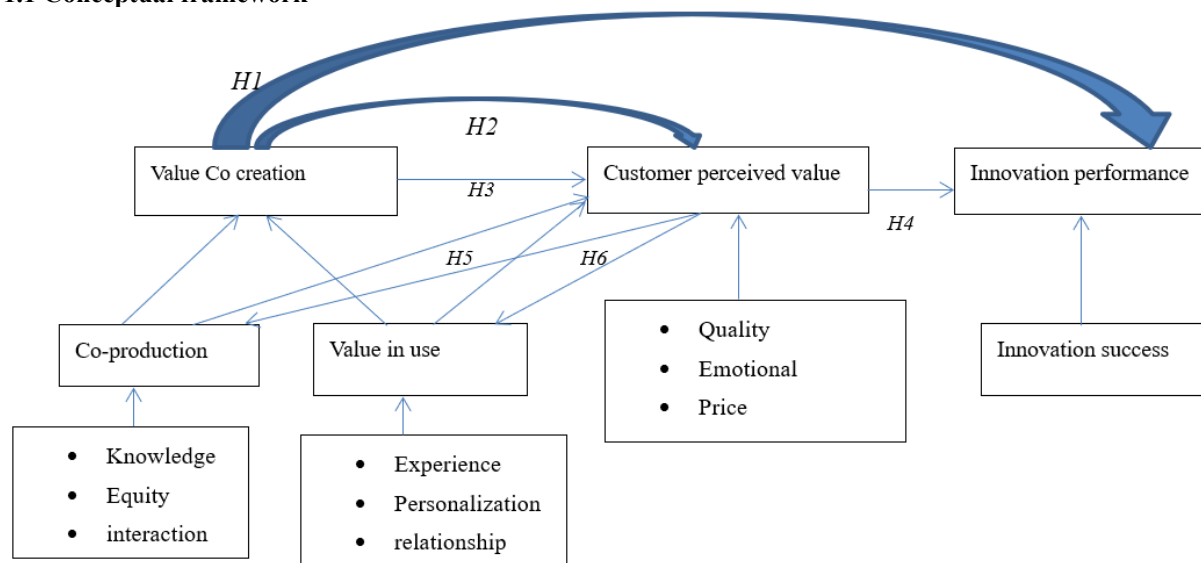 1.1 Conceptual framework
H1
H2
Value Co creation
Customer perceived value
Innovation performance
H3
H4
H5
H6
Co-production
Value in use
• Quality
• Emotional
• Price
Innovation success
• Knowledge
• Equity
• interaction
• Experience
• Personalization
• relationship